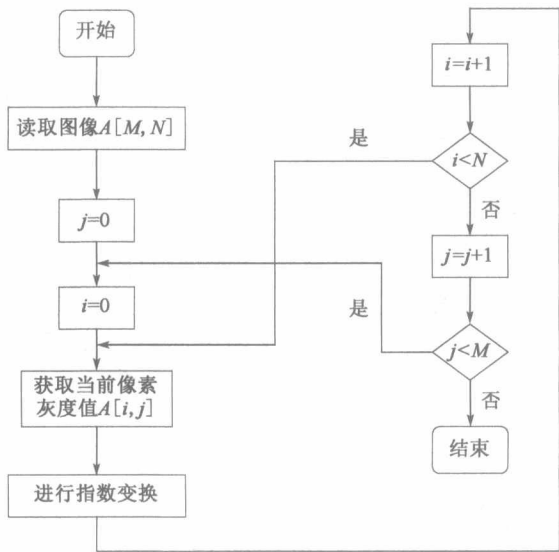 开始
读取图像A[M,N]
j=0
i=0
获取当前像素
灰度值A[i,j]
进行指数变换
i=i+1
i<N
是
否
j=j+1
j<M
是
否
结束